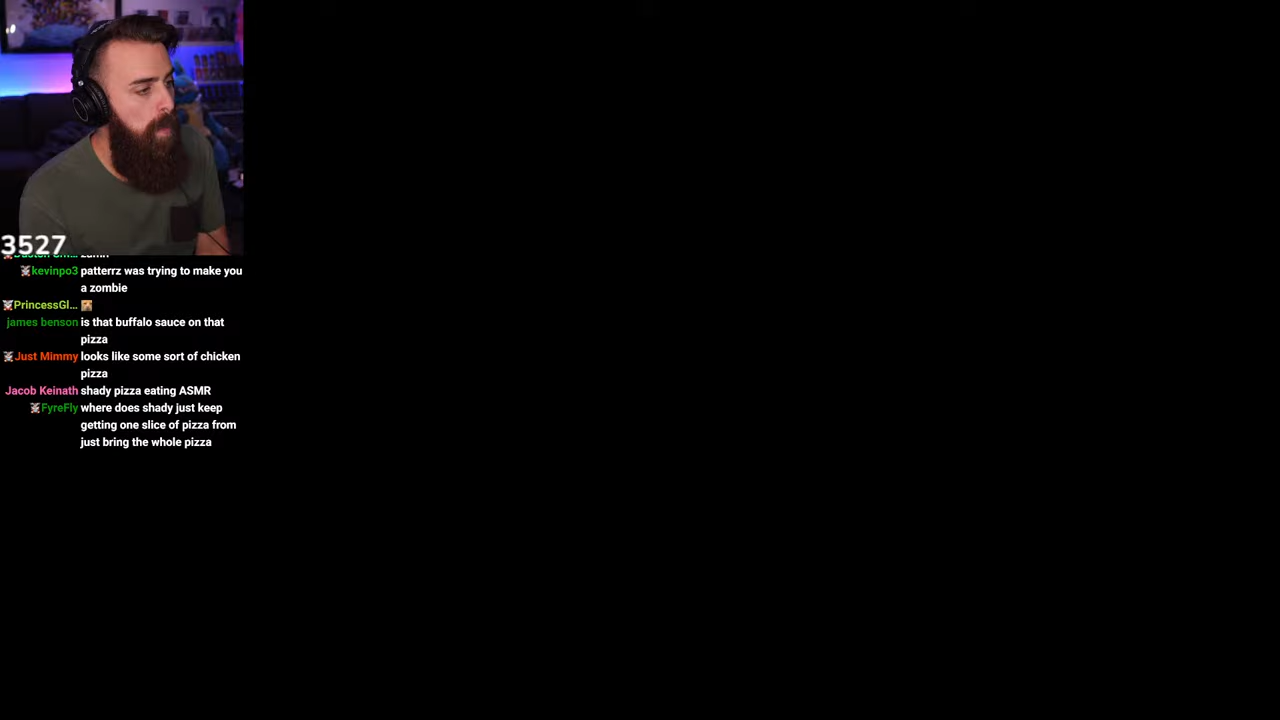 3527
kevinpo3 patterrz was trying to make you
a zombie
PrincessGl...
james benson is that buffalo sauce on that
pizza
Just Mimmy looks like some sort of chicken
pizza
Jacob Keinath shady pizza eating ASMR
FyreFly where does shady just keep
getting one slice of pizza from
just bring the whole pizza